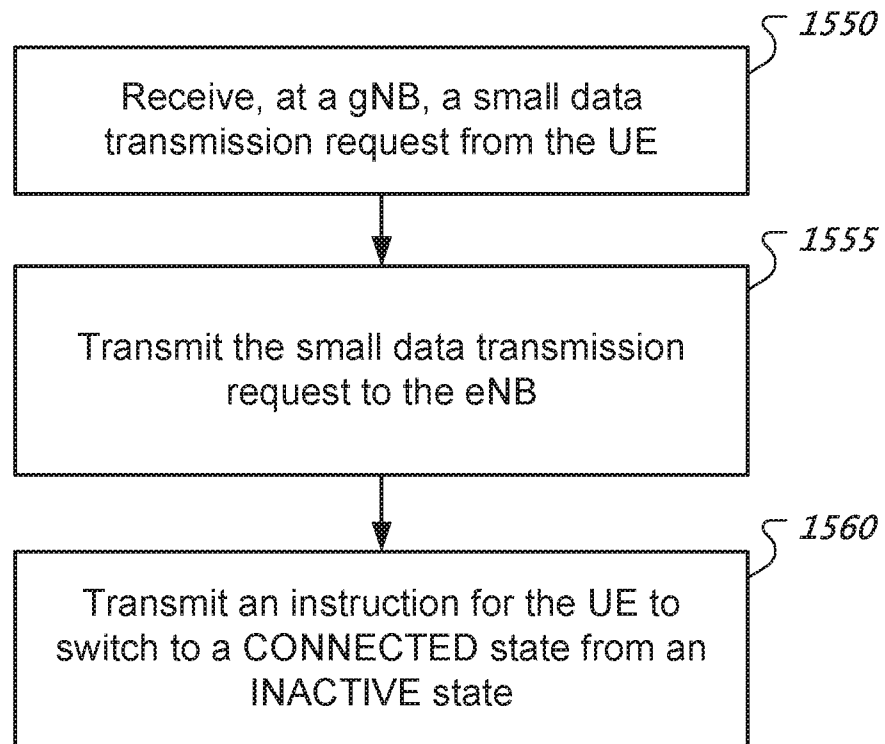 1550
Receive, at a gNB, a small data
transmission request from the UE
1555
Transmit the small data transmission
request to the eNB
1560
Transmit an instruction for the UE to
switch to a CONNECTED state from an
INACTIVE state